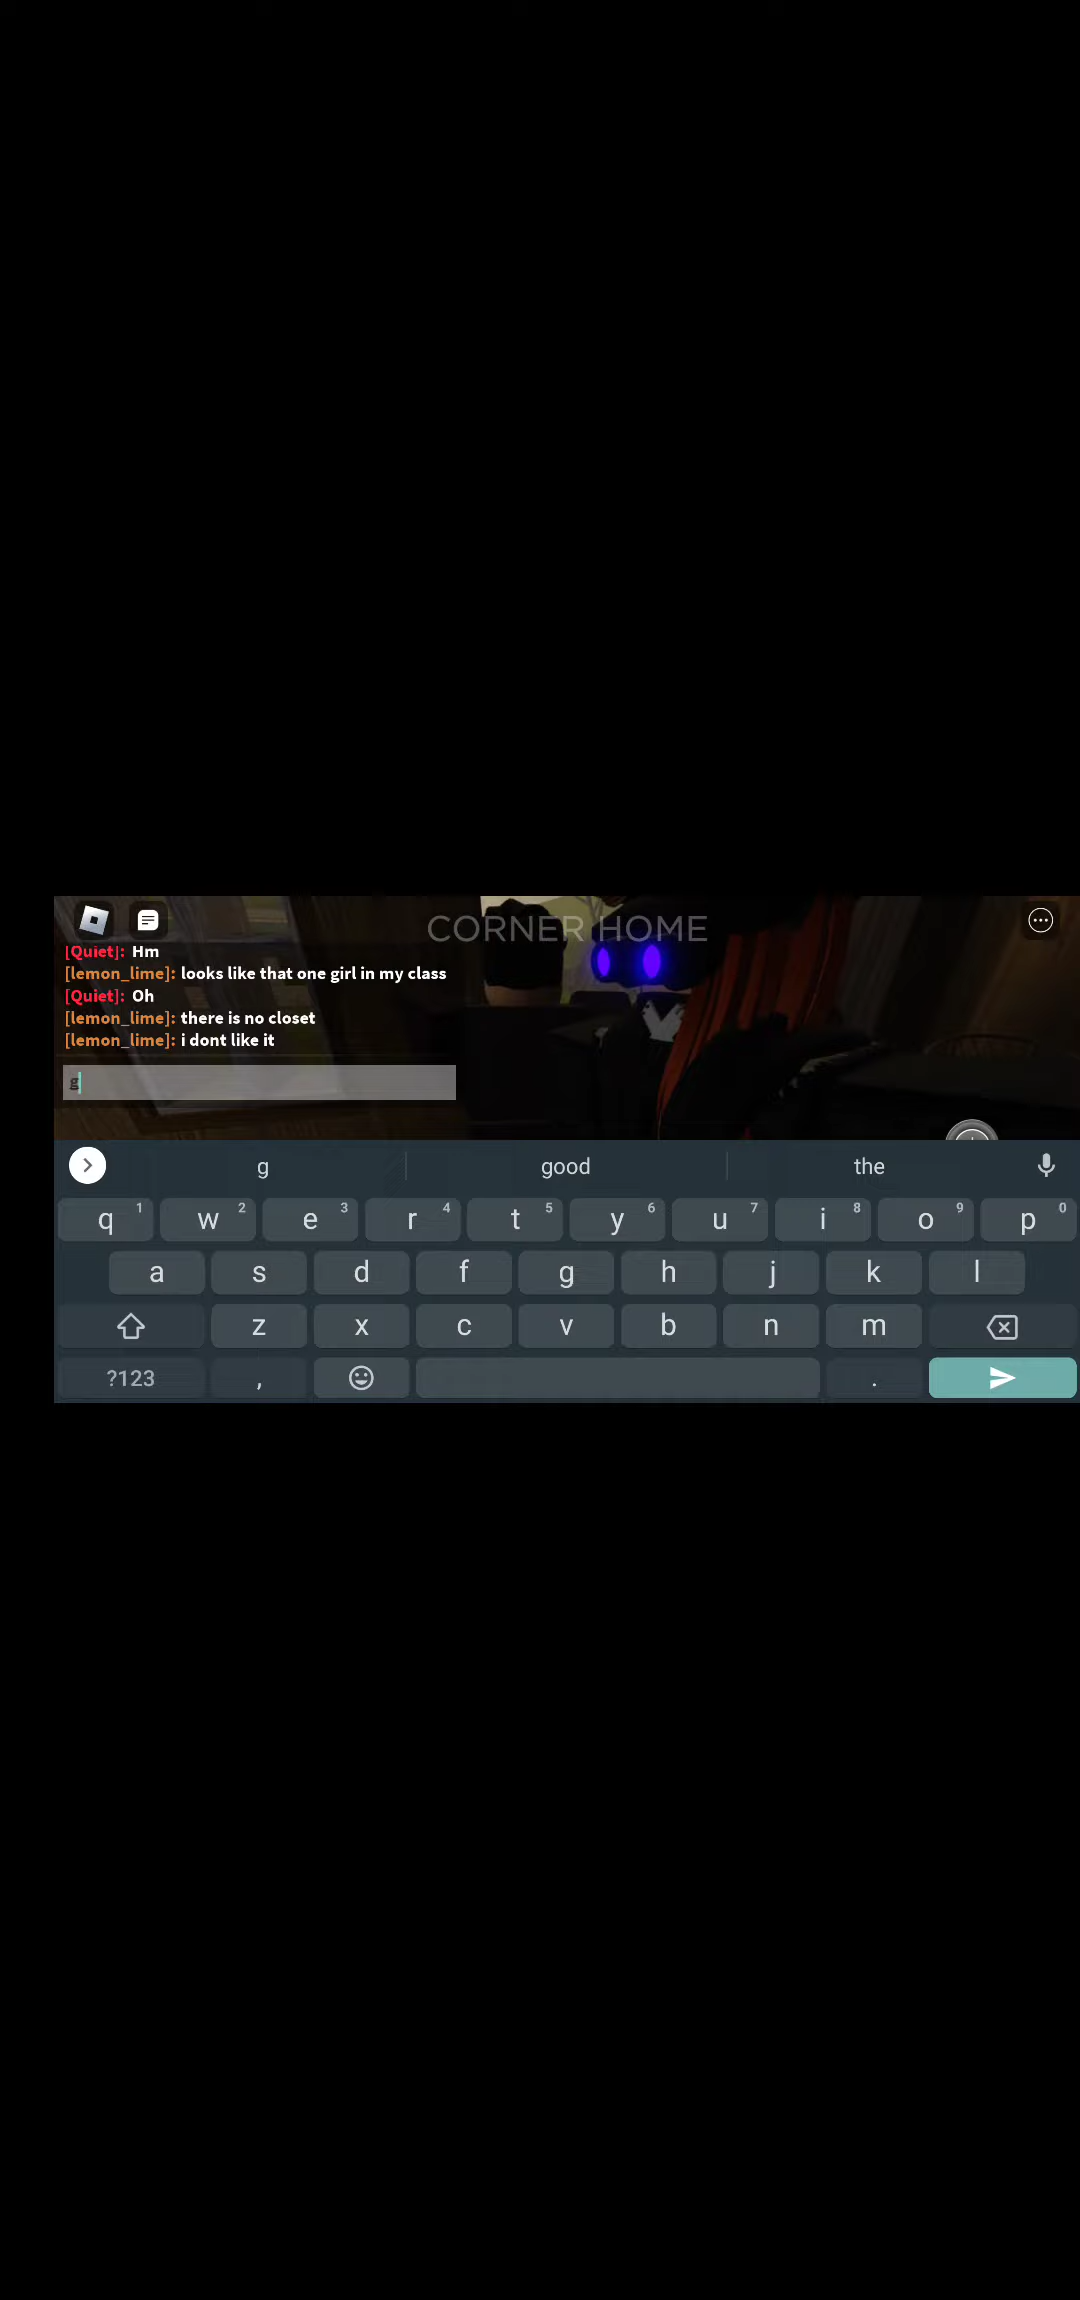 CORNER HOME
[Quiet]: Hm
[lemon_lime]: looks like that one girl in my class
[Quiet]: Oh
[lemon_lime]: there is no closet
[lemon_lime]: i dont like it
g
g good the
q 1 w 2 e 3 r 4 t 5 y 6 u 7 i 8 o 9 p 0
a s d f g h j k l
z x c v b n m
?123 , .